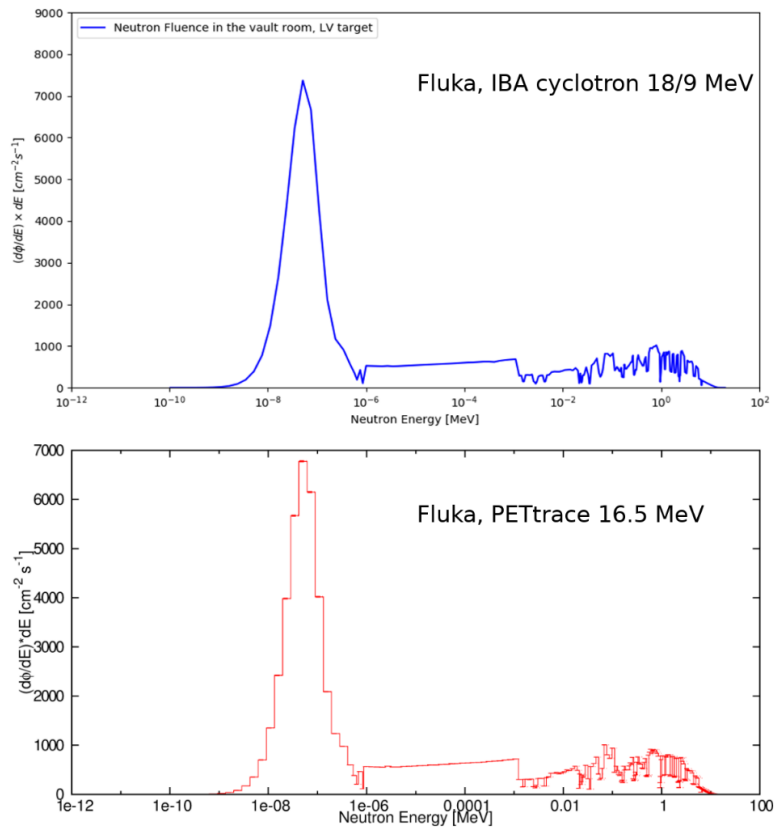 9000
Neutron Fluence in the vault room, LV target
8000
Fluka, IBA cyclotron 18/9 MeV
7000
6000
(dϕ/dE) × dE [cm⁻²s⁻¹]
5000
4000
3000
2000
1000
0
10⁻¹² 10⁻¹⁰ 10⁻⁸ 10⁻⁶ 10⁻⁴ 10⁻² 10⁰ 10²
Neutron Energy [MeV]
7000
6000
Fluka, PETtrace 16.5 MeV
5000
(dϕ/dE)*dE [cm⁻² s⁻¹]
4000
3000
2000
1000
0
1e-12 1e-10 1e-08 1e-06 0.0001 0.01 1 100
Neutron Energy [MeV]